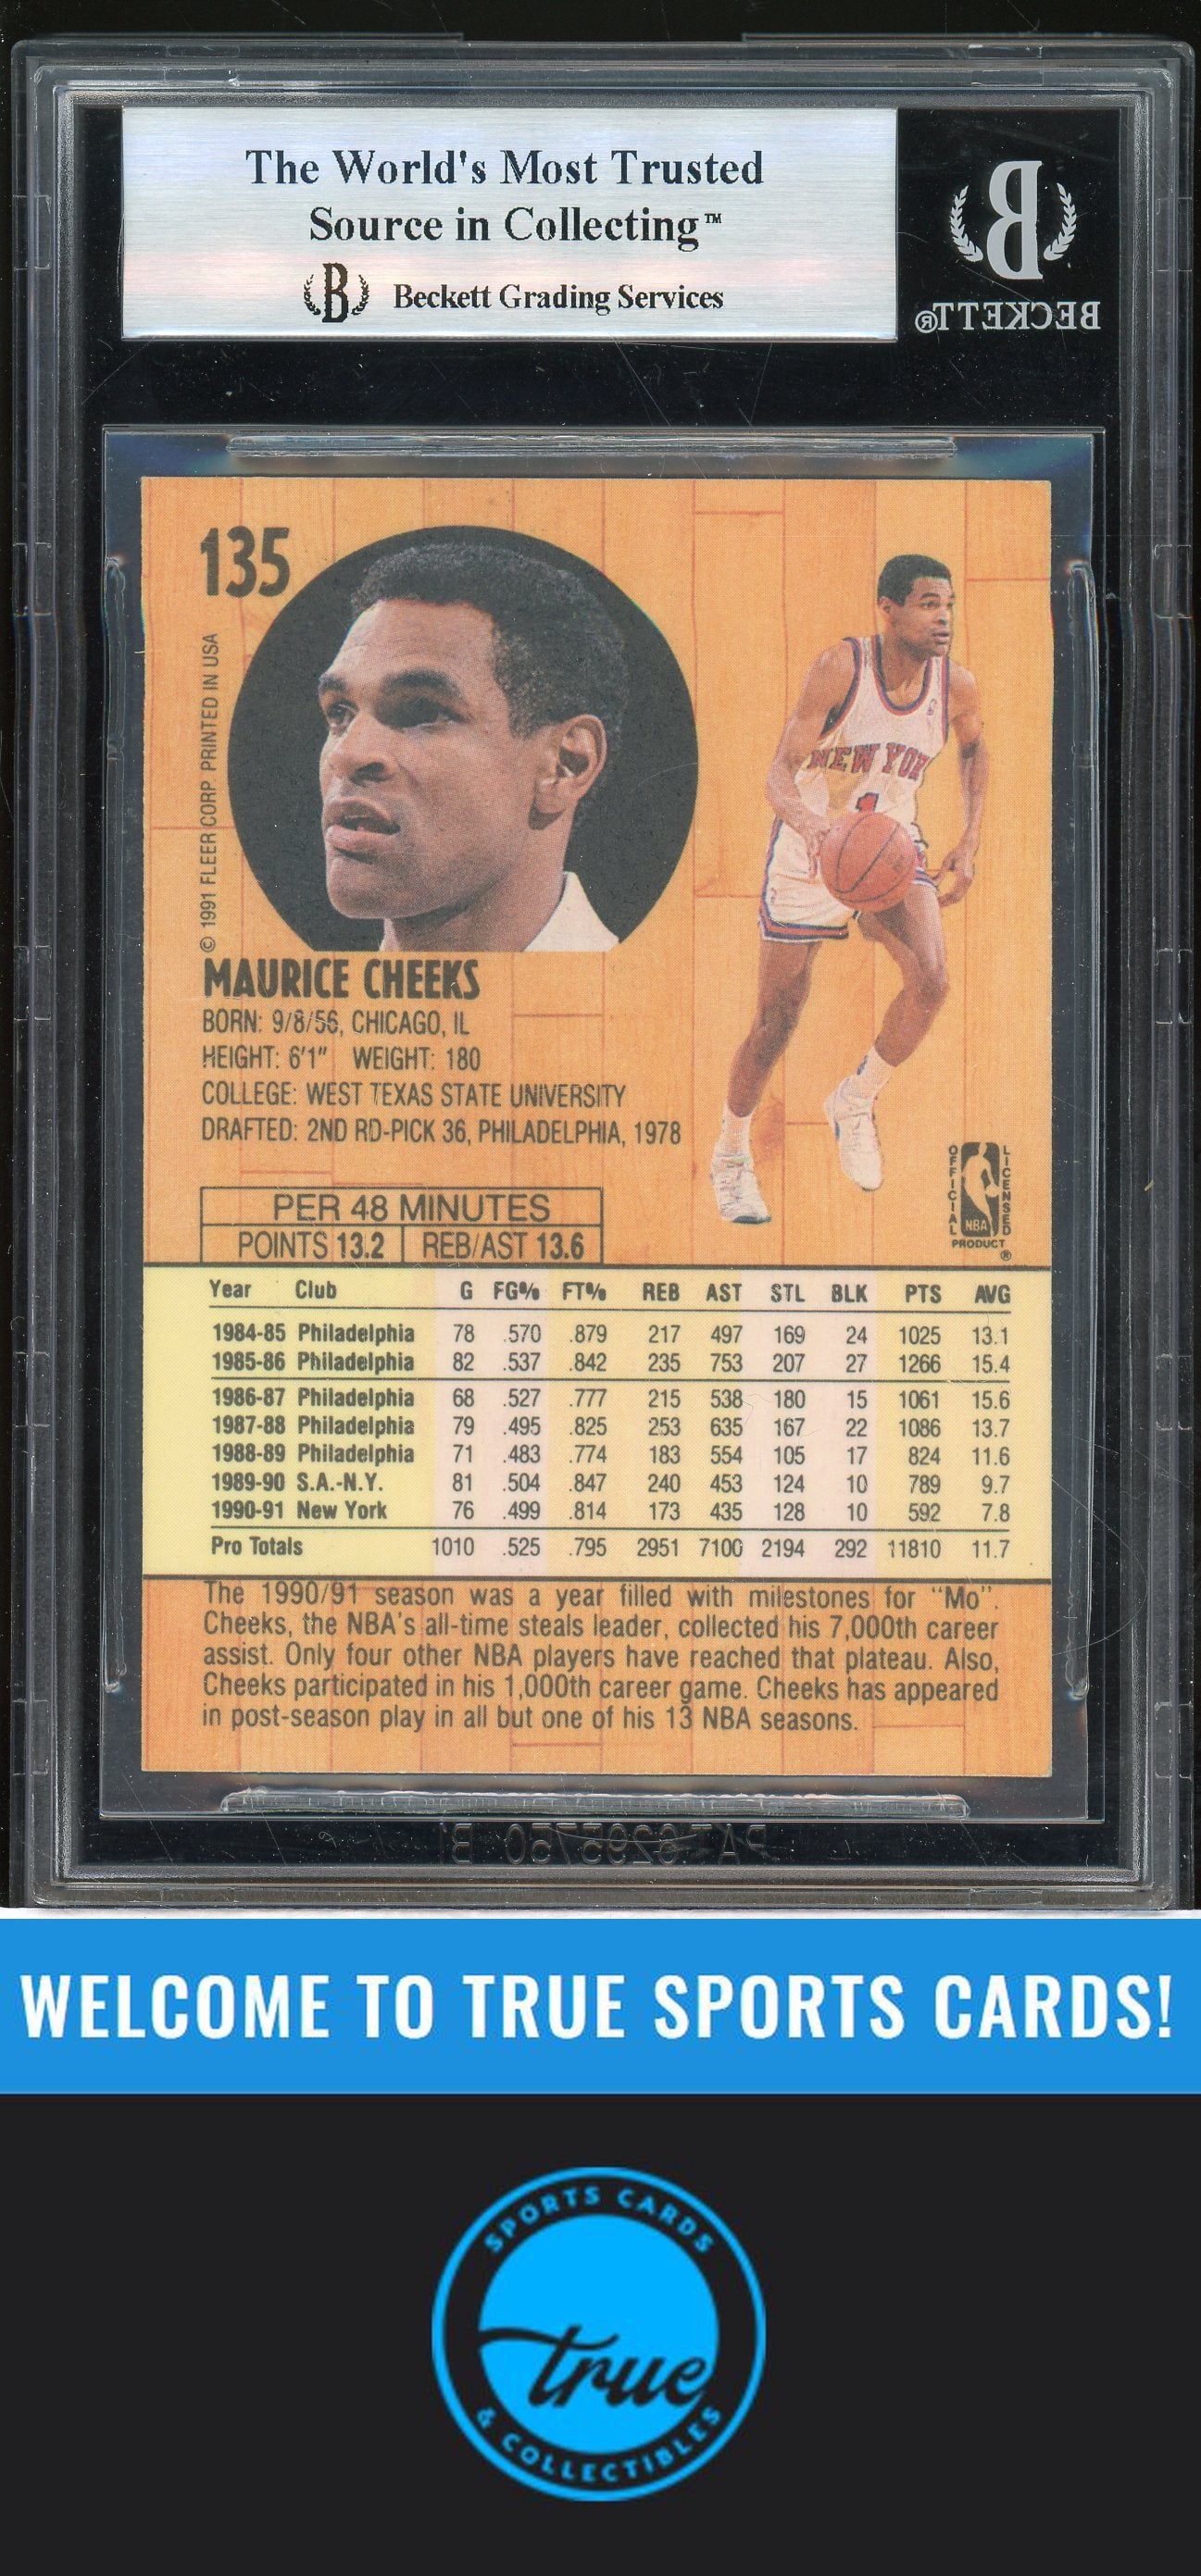 The World's Most Trusted
Source in Collecting™
B Beckett Grading Services
B
BECKETT®
135
© 1991 FLEER CORP PRINTED IN USA
NEW YOR
1
MAURICE CHEEKS
BORN: 9/8/56, CHICAGO, IL
HEIGHT: 6'1" WEIGHT: 180
COLLEGE: WEST TEXAS STATE UNIVERSITY
DRAFTED: 2ND RD-PICK 36, PHILADELPHIA, 1978
OFFICIAL LICENSED
NBA
PRODUCT
®
PER 48 MINUTES
POINTS 13.2 REB/AST 13.6
Year Club G FG% FT% REB AST STL BLK PTS AVG
1984-85 Philadelphia 78 .570 .879 217 497 169 24 1025 13.1
1985-86 Philadelphia 82 .537 .842 235 753 207 27 1266 15.4
1986-87 Philadelphia 68 .527 .777 215 538 180 15 1061 15.6
1987-88 Philadelphia 79 .495 .825 253 635 167 22 1086 13.7
1988-89 Philadelphia 71 .483 .774 183 554 105 17 824 11.6
1989-90 S.A.-N.Y. 81 .504 .847 240 453 124 10 789 9.7
1990-91 New York 76 .499 .814 173 435 128 10 592 7.8
Pro Totals 1010 .525 .795 2951 7100 2194 292 11810 11.7
The 1990/91 season was a year filled with milestones for "Mo".
Cheeks, the NBA's all-time steals leader, collected his 7,000th career
assist. Only four other NBA players have reached that plateau. Also,
Cheeks participated in his 1,000th career game. Cheeks has appeared
in post-season play in all but one of his 13 NBA seasons.
WELCOME TO TRUE SPORTS CARDS!
SPORTS CARDS
true
& COLLECTIBLES